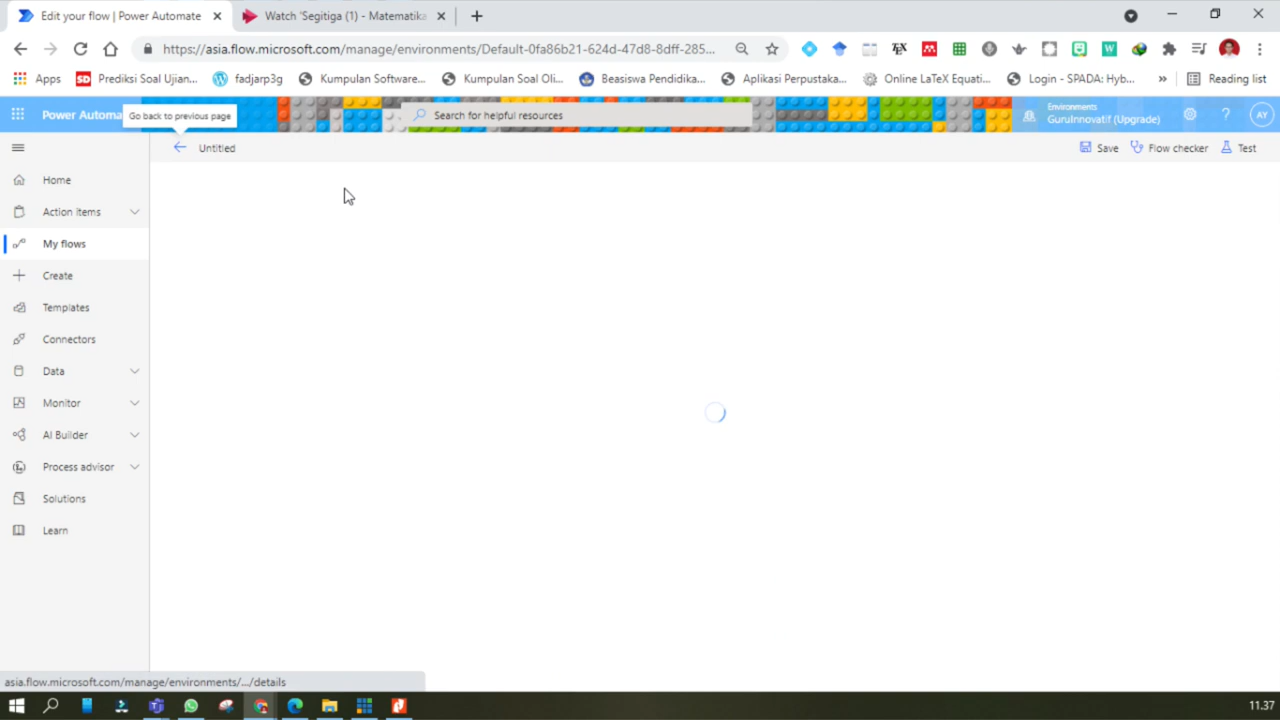 Edit your flow | Power Automate
Watch 'Segitiga (1) - Matematika
https://asia.flow.microsoft.com/manage/environments/Default-0fa86b21-624d-47d8-8dff-285...
Apps
Prediksi Soal Ujian...
fadjarp3g
Kumpulan Software...
Kumpulan Soal Oli...
Beasiswa Pendidika...
Aplikasi Perpustaka...
Online LaTeX Equati...
Login - SPADA: Hyb...
»
Reading list
Power Automa
Go back to previous page
Search for helpful resources
Environments
GuruInnovatif (Upgrade)
AY
Untitled
Save
Flow checker
Test
Home
Action items
My flows
Create
Templates
Connectors
Data
Monitor
AI Builder
Process advisor
Solutions
Learn
asia.flow.microsoft.com/manage/environments/.../details
11.37